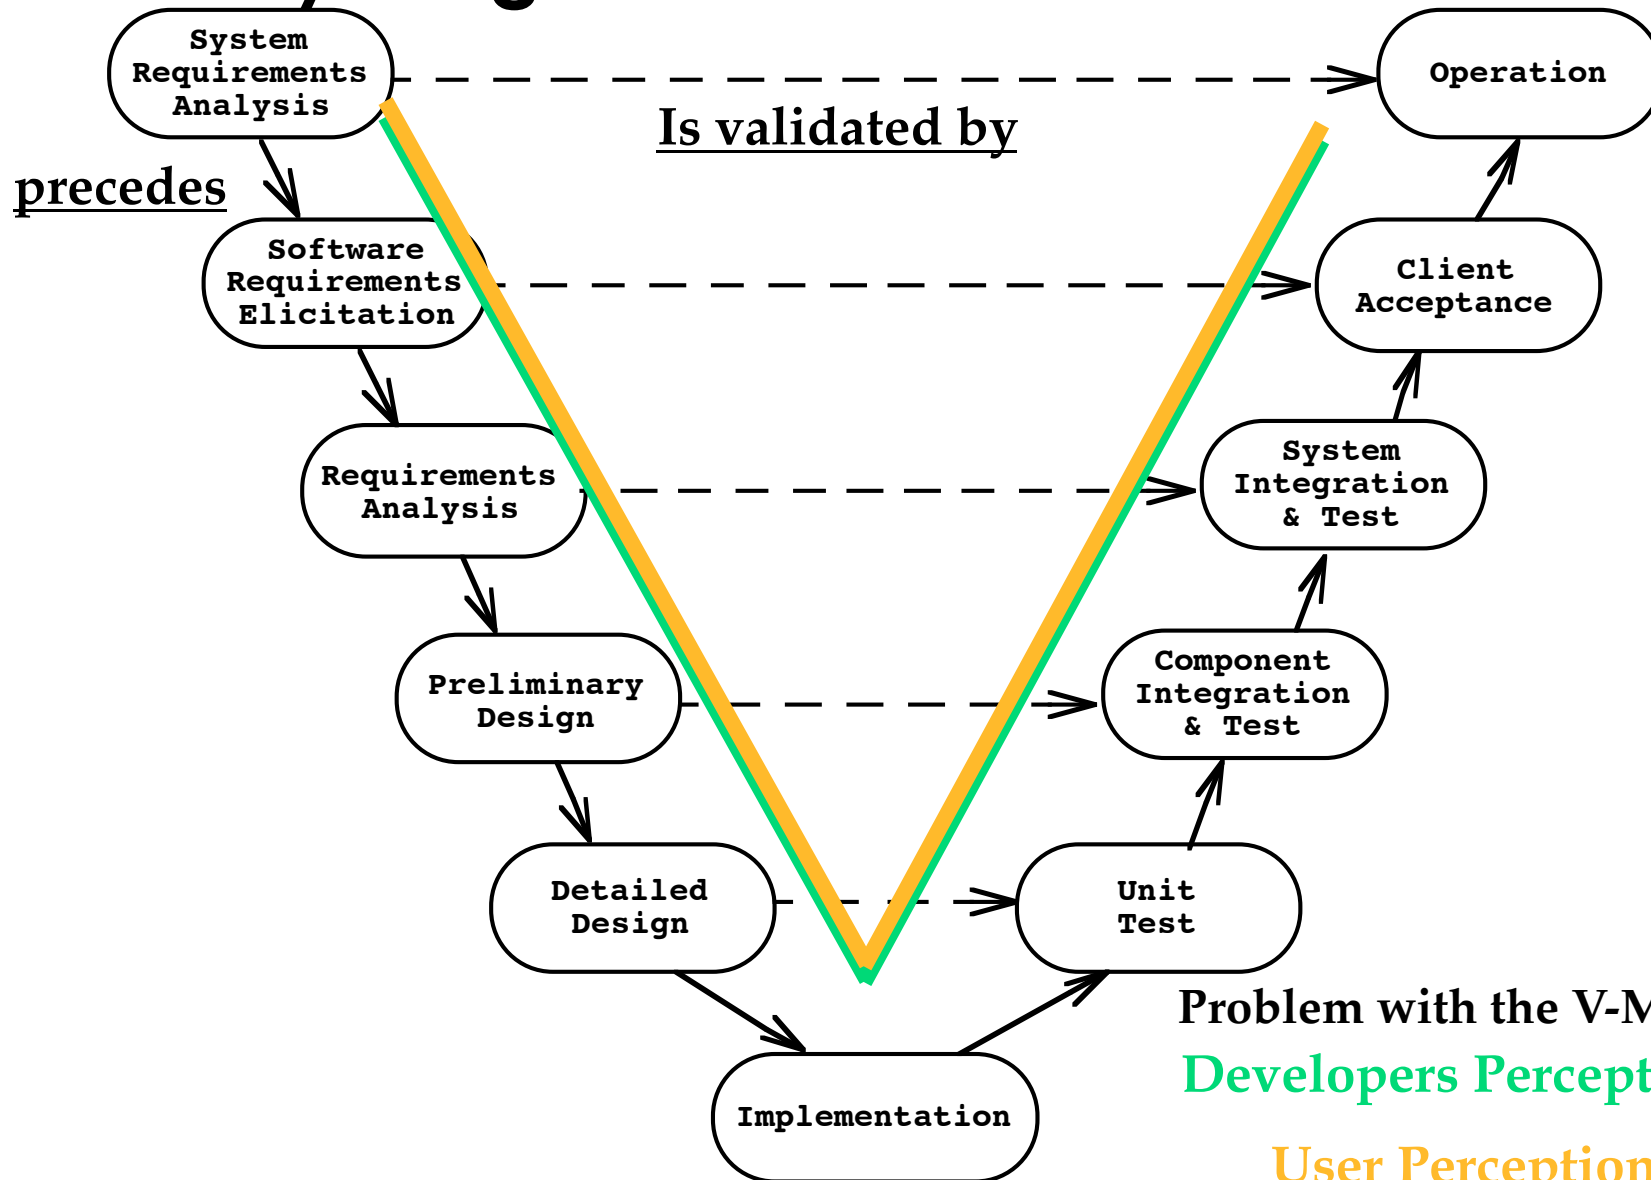 System
Requirements
Analysis
Operation
Is validated by
precedes
Software
Requirements
Elicitation
Client
Acceptance
Requirements
Analysis
System
Integration
& Test
Preliminary
Design
Component
Integration
& Test
Detailed
Design
Unit
Test
Problem with the V-M
Developers Percept
Implementation
User Perception